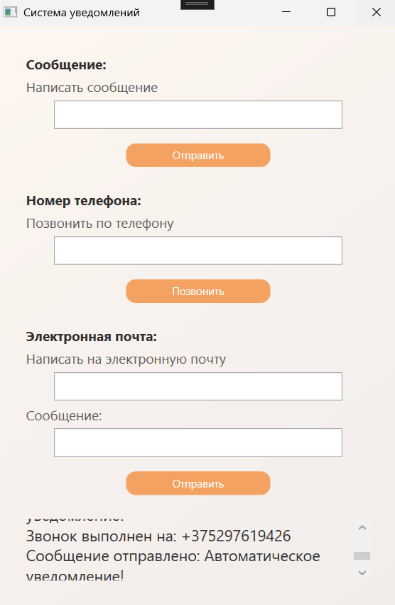 Система уведомлений
Сообщение:
Написать сообщение
Отправить
Номер телефона:
Позвонить по телефону
Позвонить
Электронная почта:
Написать на электронную почту
Сообщение:
Отправить
уведомление!
Звонок выполнен на: +375297619426
Сообщение отправлено: Автоматическое
уведомление!